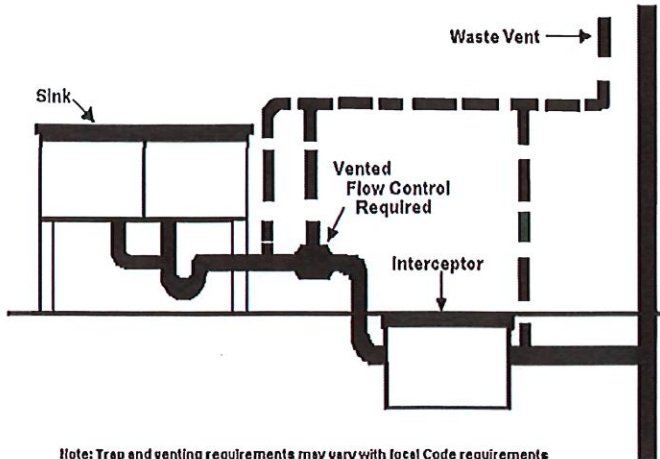 Waste Vent
Sink
Vented
Flow Control
Required
Interceptor
Note: Trap and venting requirements may vary with local Code requirements